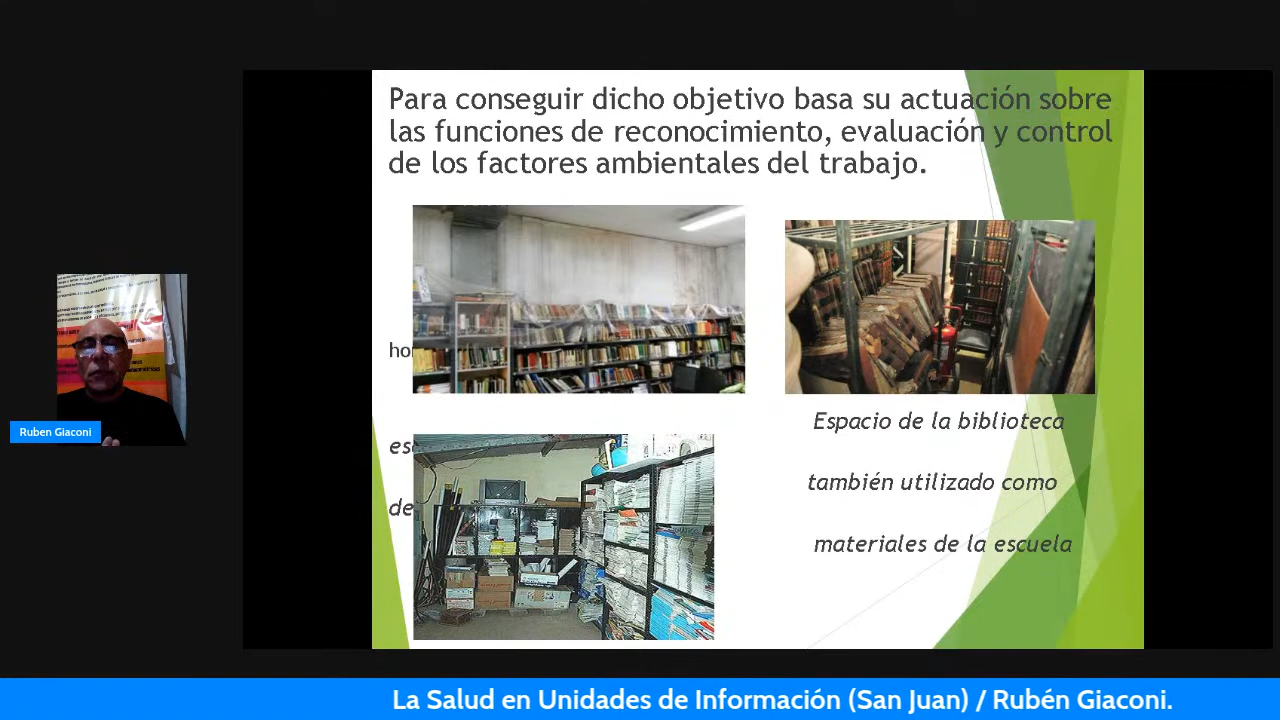 Para conseguir dicho objetivo basa su actuación sobre
las funciones de reconocimiento, evaluación y control
de los factores ambientales del trabajo.
Espacio de la biblioteca
también utilizado como
materiales de la escuela
Ruben Giaconi
La Salud en Unidades de Información (San Juan) / Rubén Giaconi.